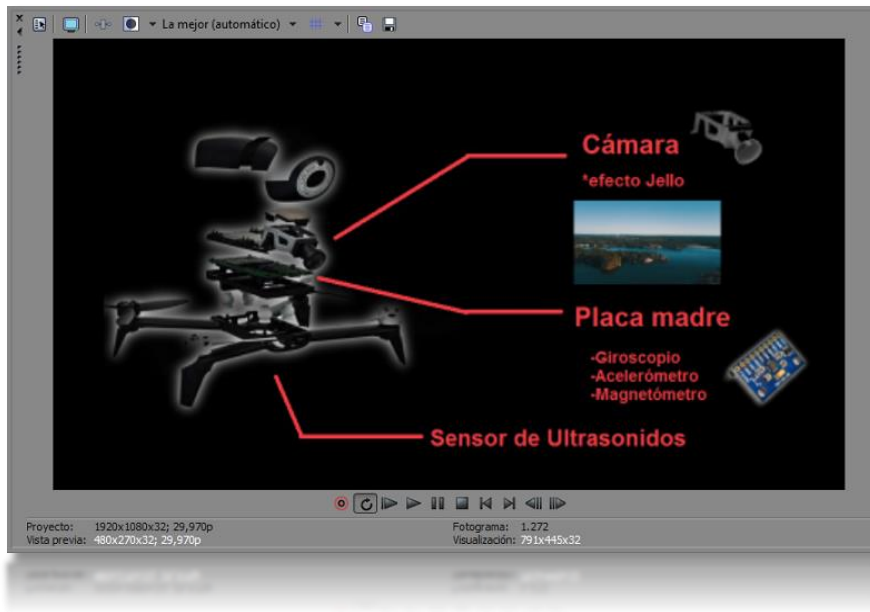 La mejor (automático)
Cámara
*efecto Jello
Placa madre
-Giroscopio
-Acelerómetro
-Magnetómetro
Sensor de Ultrasonidos
Proyecto: 1920x1080x32; 29,970p
Fotograma: 1.272
Vista previa: 480x270x32; 29,970p
Visualización: 791x445x32